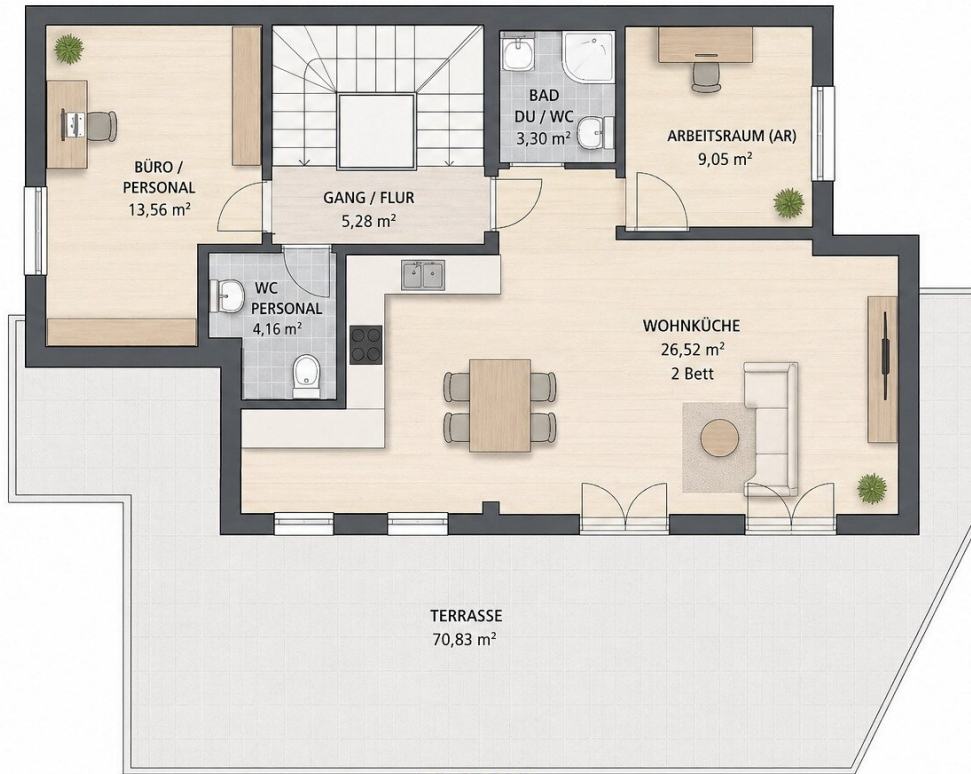 BÜRO /
PERSONAL
13,56 m²
GANG / FLUR
5,28 m²
BAD
DU / WC
3,30 m²
ARBEITSRAUM (AR)
9,05 m²
WC
PERSONAL
4,16 m²
WOHNKÜCHE
26,52 m²
2 Bett
TERRASSE
70,83 m²